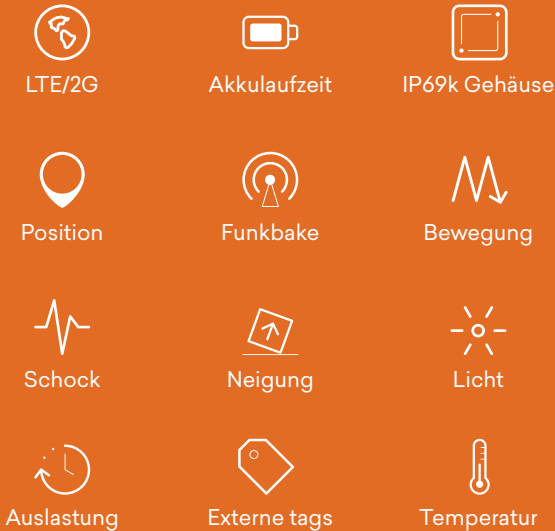 LTE/2G
Akkulaufzeit
IP69k Gehäuse
Position
Funkbake
Bewegung
Schock
Neigung
Licht
Auslastung
Externe tags
Temperatur